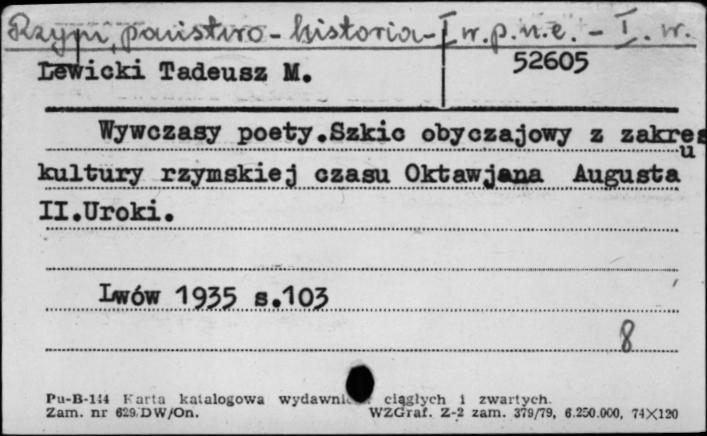 Rzym, państwo - historia - I w.p.n.e. - I. w.
Lewicki Tadeusz M. 52605
Wywczasy poety.Szkic obyczajowy z zakresu
kultury rzymskiej czasu Oktawjana Augusta
II.Uroki.
Lwów 1935 s.103
8
Pu-B-144 Karta katalogowa wydawnic ciągłych i zwartych.
Zam. nr 629/DW/On. WZGraf. Z-2 zam. 379/79, 6.250.000, 74X120